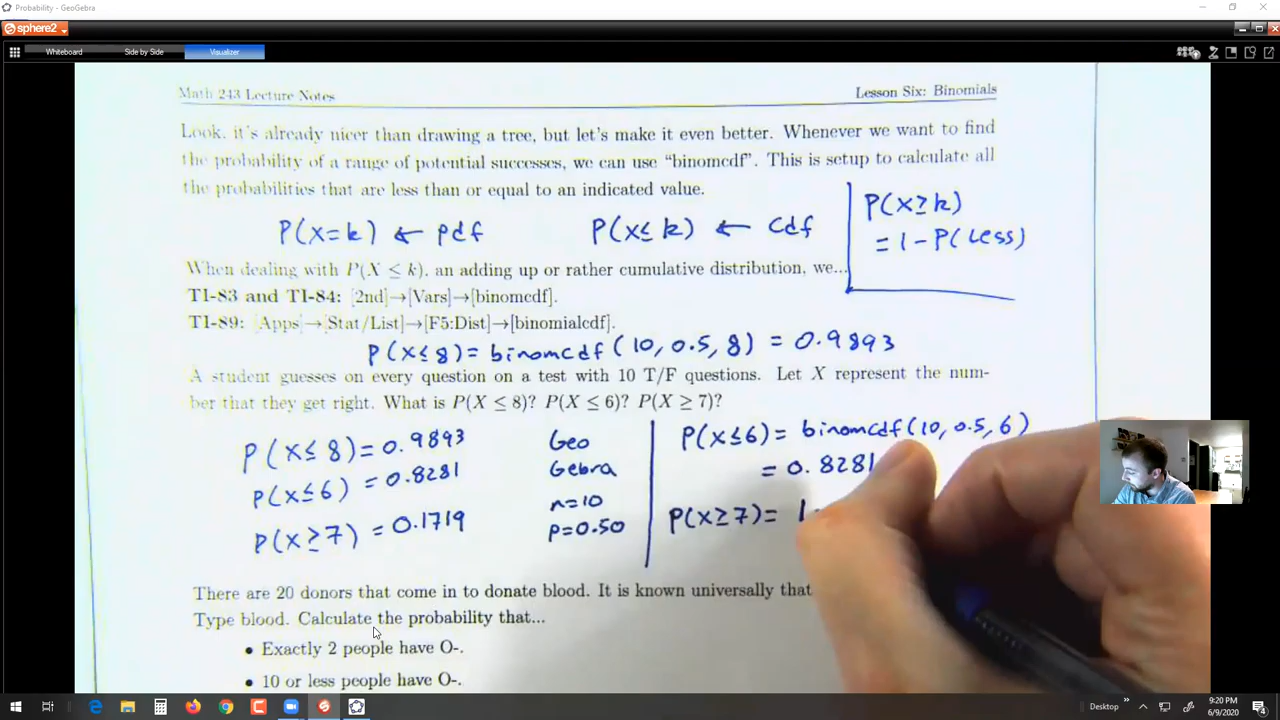 Probability - GeoGebra
sphere2
Whiteboard Side by Side Visualizer
Math 243 Lecture Notes Lesson Six: Binomials
Look, it's already nicer than drawing a tree, but let's make it even better. Whenever we want to find
the probability of a range of potential successes, we can use "binomcdf". This is setup to calculate all
the probabilities that are less than or equal to an indicated value.
P(X=k) ← pdf P(X≤k) ← cdf
P(X≥k)
= 1 - P(Less)
When dealing with P(X ≤ k), an adding up or rather cumulative distribution, we...
TI-83 and TI-84: [2nd]→[Vars]→[binomcdf].
TI-89: [Apps]→[Stat/List]→[F5:Dist]→[binomialcdf].
P(X≤8) = binomcdf(10, 0.5, 8) = 0.9893
A student guesses on every question on a test with 10 T/F questions. Let X represent the num-
ber that they get right. What is P(X ≤ 8)? P(X ≤ 6)? P(X ≥ 7)?
P(X≤8) = 0.9893
P(X≤6) = 0.8281
P(X≥7) = 0.1719
Geo
Gebra
n=10
p=0.50
P(X≤6) = binomcdf(10, 0.5, 6)
= 0.8281
P(X≥7) = 1-
There are 20 donors that come in to donate blood. It is known universally that
Type blood. Calculate the probability that...
• Exactly 2 people have O-.
• 10 or less people have O-.
Desktop
9:20 PM
6/9/2020